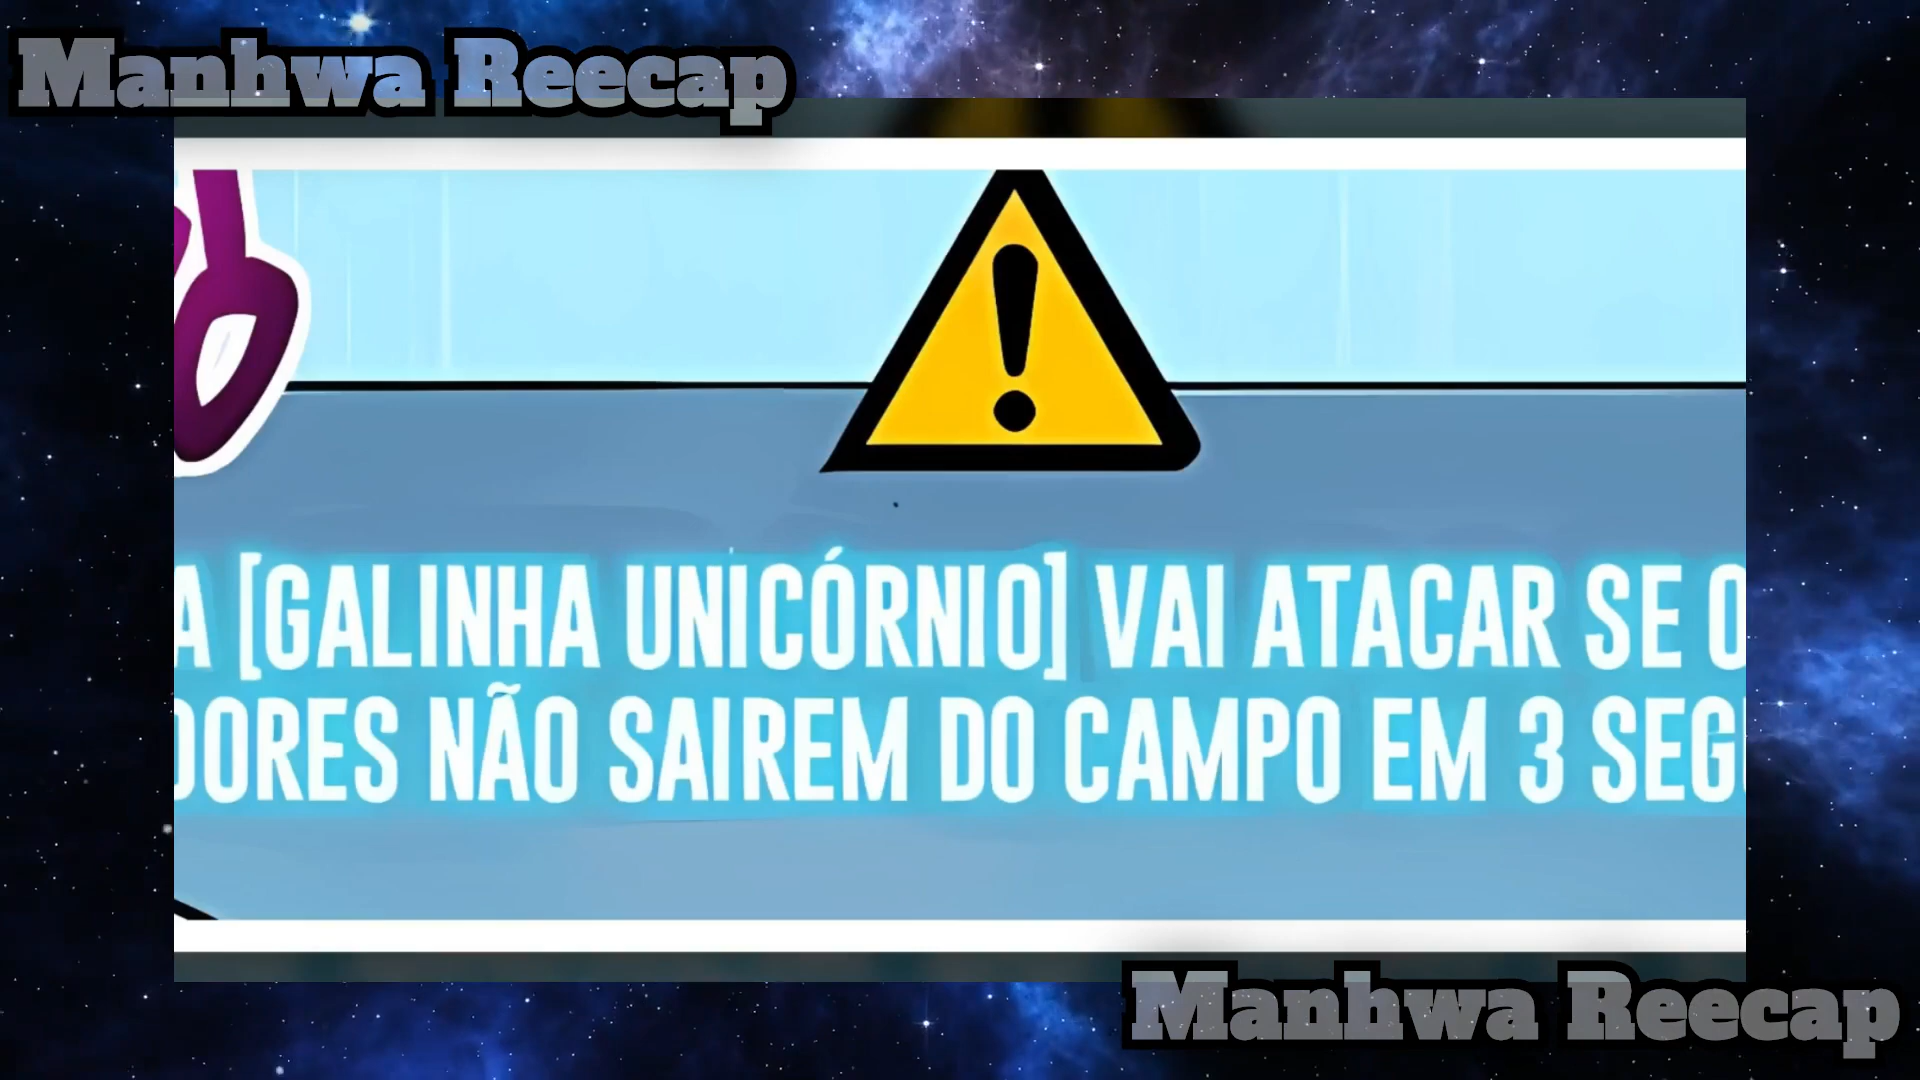 Manhwa Reecap
A [GALINHA UNICÓRNIO] VAI ATACAR SE O
DORES NÃO SAIREM DO CAMPO EM 3 SEG
Manhwa Reecap